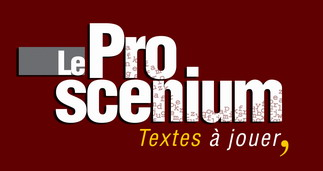 Le Pro
scenium
Textes à jouer,